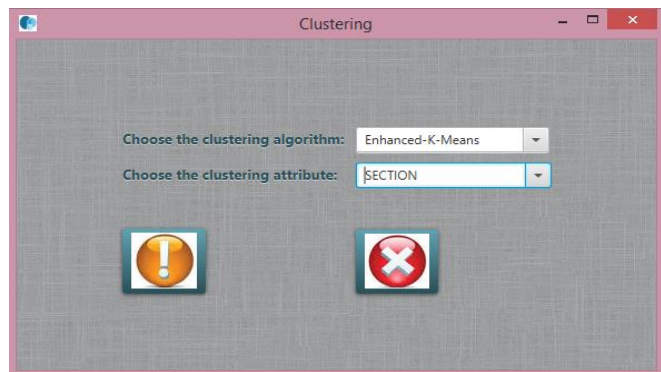 Clustering
Choose the clustering algorithm: Enhanced-K-Means
Choose the clustering attribute: SECTION